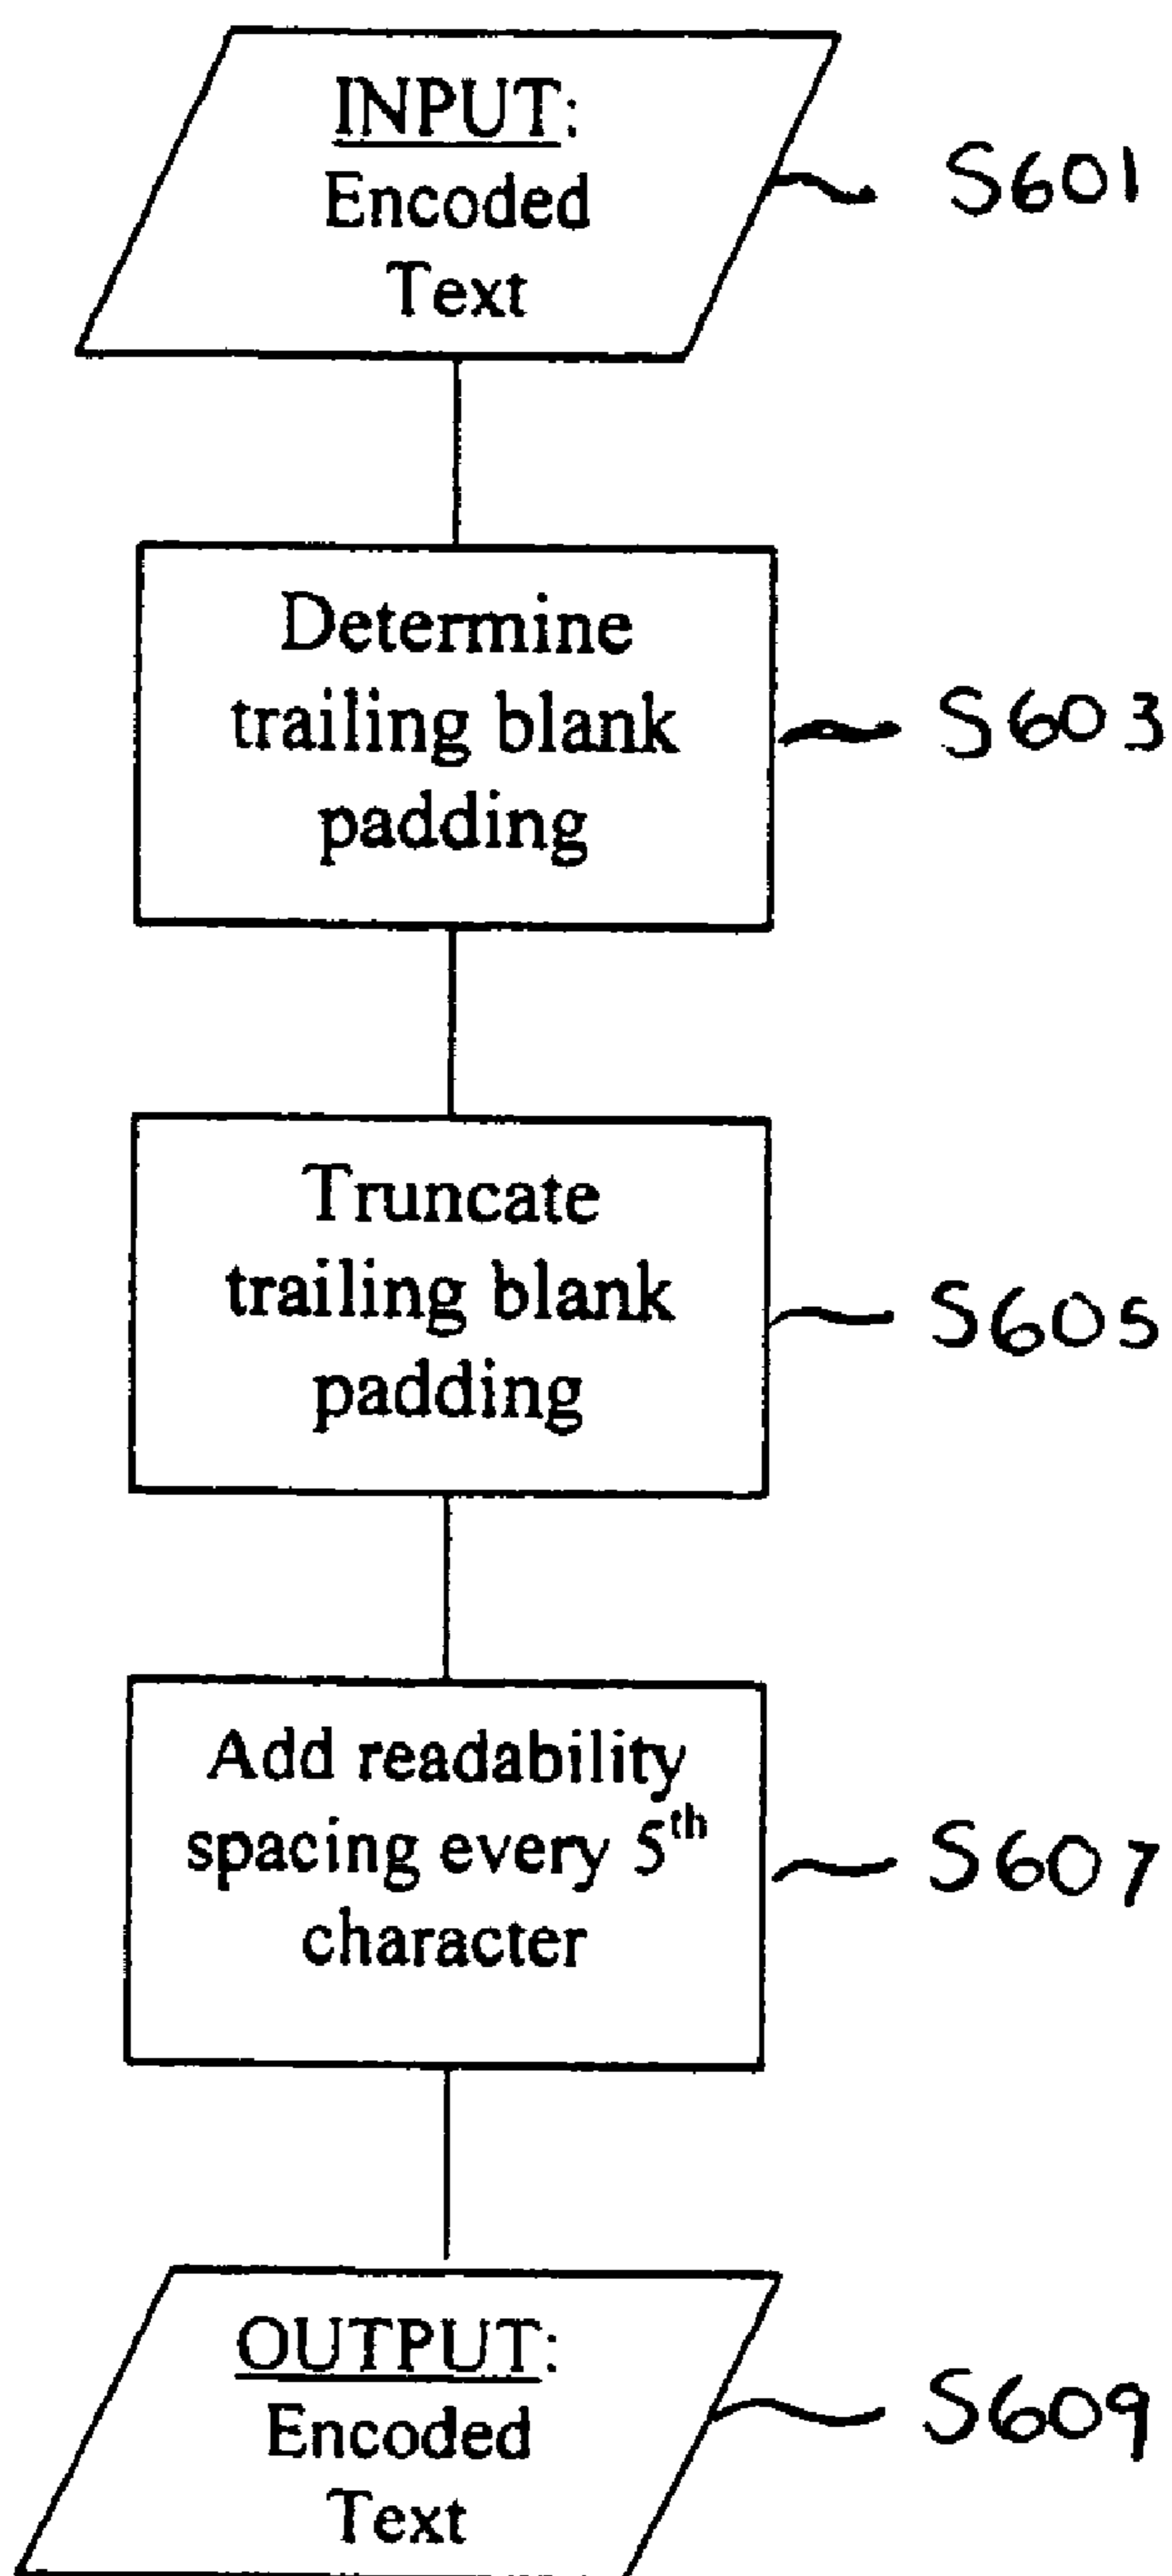 INPUT:
Encoded
Text
S601
Determine
trailing blank
padding
S603
Truncate
trailing blank
padding
S605
Add readability
spacing every 5th
character
S607
OUTPUT:
Encoded
Text
S609